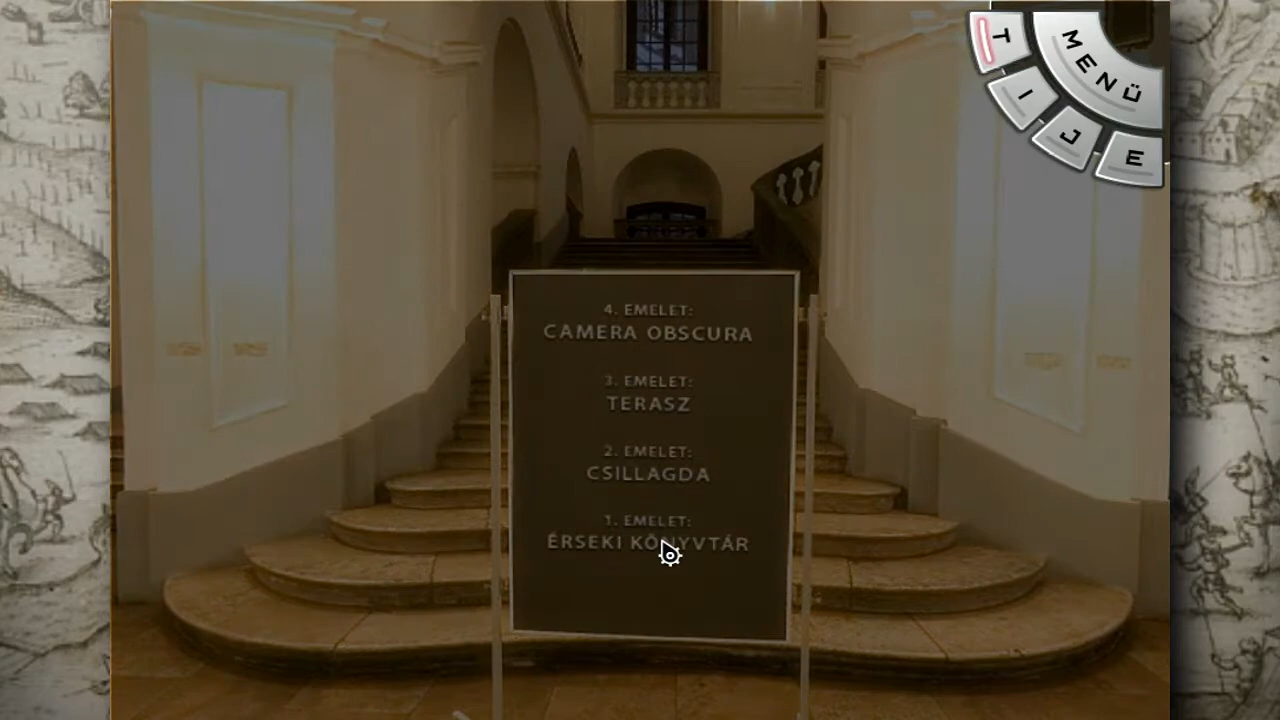 MENÜ
T
I
J
E
4. EMELET:
CAMERA OBSCURA
3. EMELET:
TERASZ
2. EMELET:
CSILLAGDA
1. EMELET:
ÉRSEKI KÖNYVTÁR